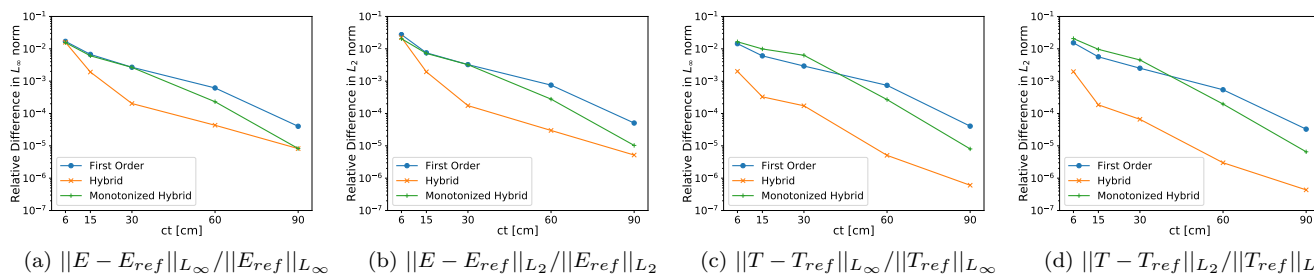 Relative Difference in L∞ norm
10⁻¹
10⁻²
10⁻³
10⁻⁴
10⁻⁵
10⁻⁶
10⁻⁷
First Order
Hybrid
Monotonized Hybrid
6 15 30 60 90
ct [cm]
(a) ||E − E_ref||_L∞/||E_ref||_L∞
Relative Difference in L₂ norm
10⁻¹
10⁻²
10⁻³
10⁻⁴
10⁻⁵
10⁻⁶
10⁻⁷
First Order
Hybrid
Monotonized Hybrid
6 15 30 60 90
ct [cm]
(b) ||E − E_ref||_L₂/||E_ref||_L₂
Relative Difference in L∞ norm
10⁻¹
10⁻²
10⁻³
10⁻⁴
10⁻⁵
10⁻⁶
10⁻⁷
First Order
Hybrid
Monotonized Hybrid
6 15 30 60 90
ct [cm]
(c) ||T − T_ref||_L∞/||T_ref||_L∞
Relative Difference in L₂ norm
10⁻¹
10⁻²
10⁻³
10⁻⁴
10⁻⁵
10⁻⁶
10⁻⁷
First Order
Hybrid
Monotonized Hybrid
6 15 30 60 90
ct [cm]
(d) ||T − T_ref||_L₂/||T_ref||_L